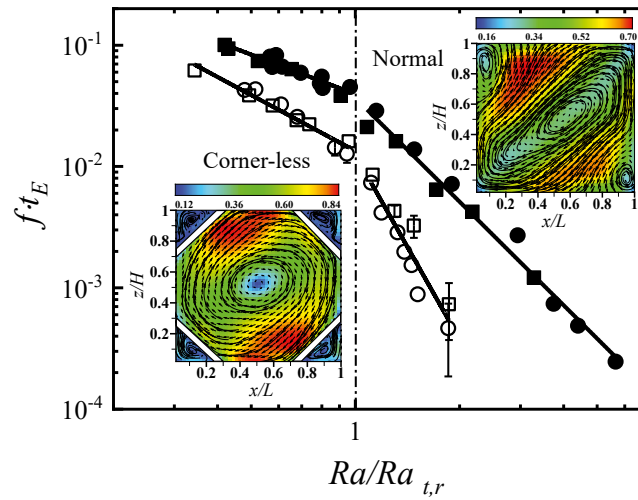 10⁻¹
10⁻²
10⁻³
10⁻⁴
f t_E
Normal
0.16 0.34 0.52 0.70
1
0.8
0.6
0.4
0.2
z/H
0.2 0.4 0.6 0.8 1
x/L
Corner-less
0.12 0.36 0.60 0.84
1
0.8
0.6
0.4
0.2
z/H
0.2 0.4 0.6 0.8 1
x/L
1
Ra/Ra_{t,r}